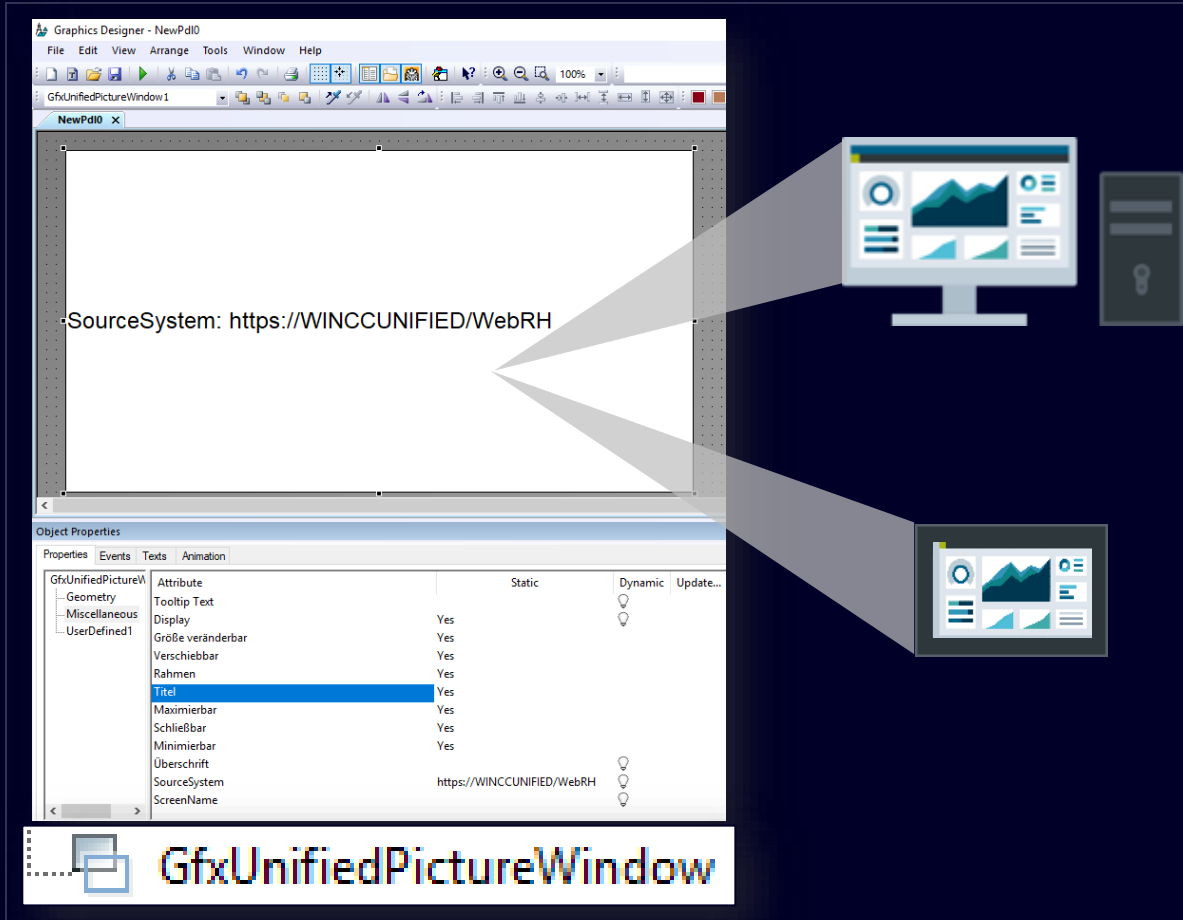 Graphics Designer - NewPdl0
File Edit View Arrange Tools Window Help
100%
GfxUnifiedPictureWindow1
NewPdl0
SourceSystem: https://WINCCUNIFIED/WebRH
Object Properties
Properties Events Texts Animation
GfxUnifiedPictureW
Geometry
Miscellaneous
UserDefined1
Attribute Static Dynamic Update...
Tooltip Text
Display Yes
Größe veränderbar Yes
Verschiebbar Yes
Rahmen Yes
Titel Yes
Maximierbar Yes
Schließbar Yes
Minimierbar Yes
Überschrift
SourceSystem https://WINCCUNIFIED/WebRH
ScreenName
GfxUnifiedPictureWindow